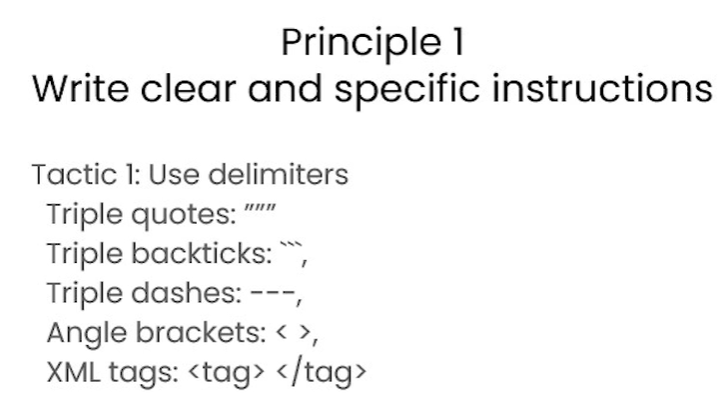 Principle 1
Write clear and specific instructions
Tactic 1: Use delimiters
Triple quotes: """
Triple backticks: ```,
Triple dashes: ---,
Angle brackets: < >,
XML tags: <tag> </tag>